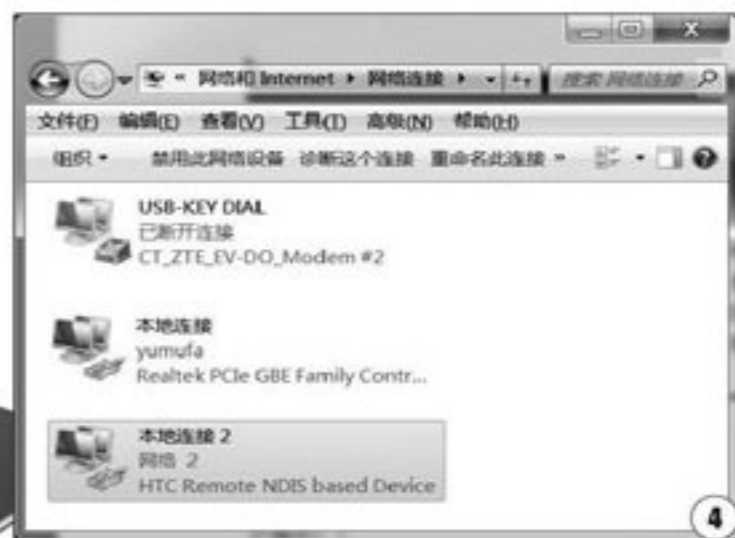 « 网络和 Internet ▸ 网络连接 ▸ 搜索 网络连接
文件(F) 编辑(E) 查看(V) 工具(T) 高级(N) 帮助(H)
组织 禁用此网络设备 诊断这个连接 重命名此连接 »
USB-KEY DIAL
已断开连接
CT_ZTE_EV-DO_Modem #2
本地连接
yumufa
Realtek PCIe GBE Family Contr...
本地连接 2
网络 2
HTC Remote NDIS based Device
4